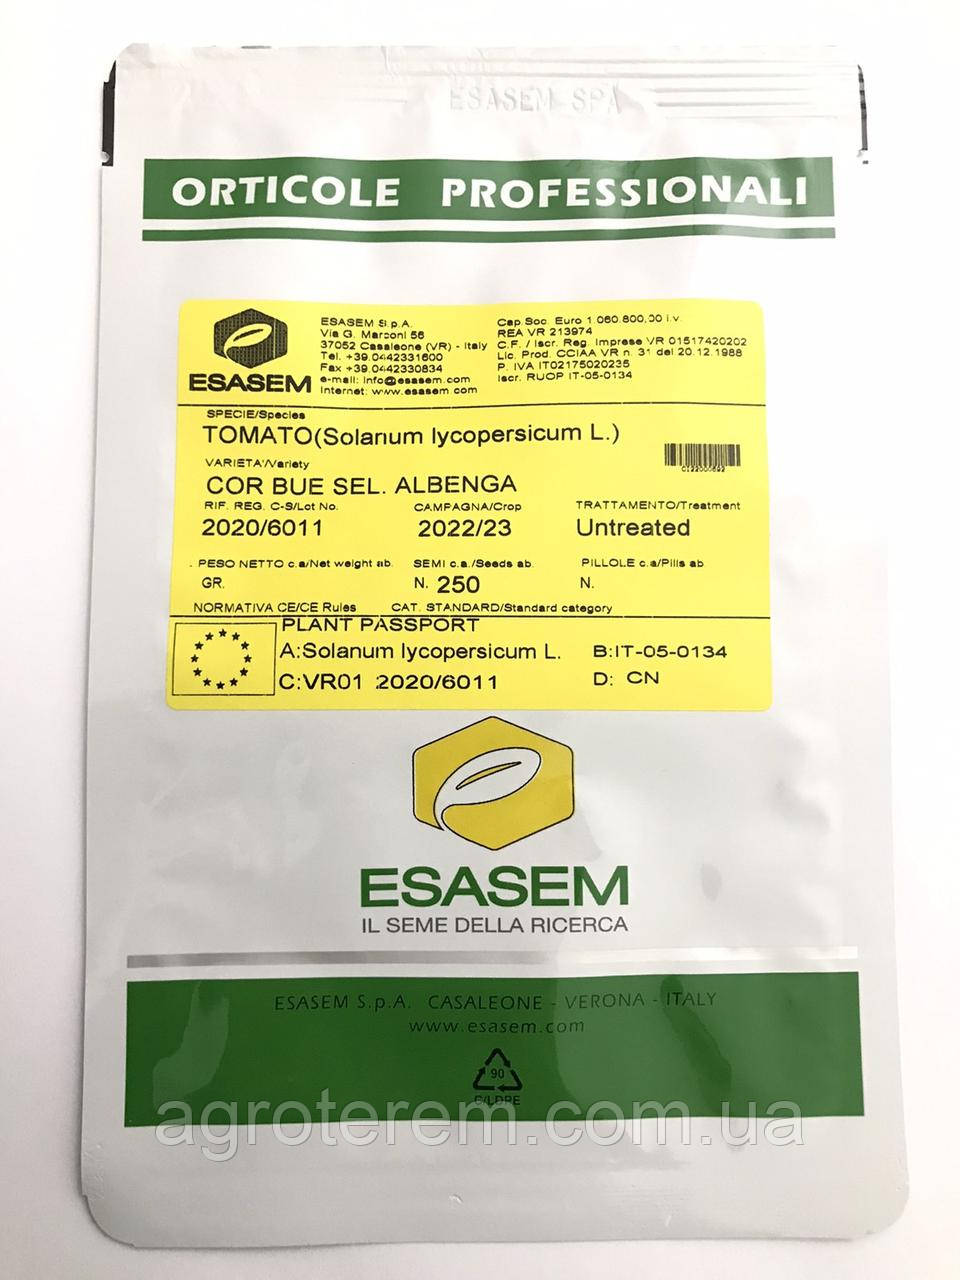 ESASEM SPA
ORTICOLE PROFESSIONALI
ESASEM
ESASEM S.p.A.
Via G. Marconi 56
37052 Casaleone (VR) - Italy
Tel. +39.0442331600
Fax +39.0442330834
e-mail: info@esasem.com
Internet: www.esasem.com
Cap.Soc. Euro 1.060.800,00 i.v.
REA VR 213974
C.F. / Iscr. Reg. Imprese VR 01517420202
Lic. Prod. CCIAA VR n. 31 del 20.12.1988
P. IVA IT02175020235
Iscr. RUOP IT-05-0134
SPECIE/Species
TOMATO(Solanum lycopersicum L.)
CI22000692
VARIETA'/Variety
COR BUE SEL. ALBENGA
RIF. REG. C-S/Lot No. CAMPAGNA/Crop TRATTAMENTO/Treatment
2020/6011 2022/23 Untreated
PESO NETTO c.a/Net weight ab. SEMI c.a./Seeds ab. PILLOLE c.a/Pills ab
GR. N. 250 N.
NORMATIVA CE/CE Rules CAT. STANDARD/Standard category
PLANT PASSPORT
A:Solanum lycopersicum L. B:IT-05-0134
C:VR01 2020/6011 D: CN
ESASEM
IL SEME DELLA RICERCA
ESASEM S.p.A. CASALEONE - VERONA - ITALY
www.esasem.com
90
C/LDPE
agroterem.com.ua